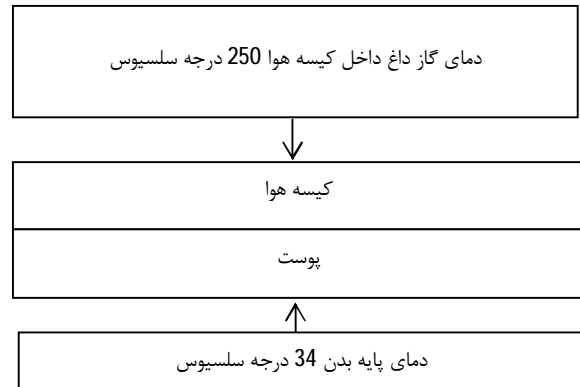 دمای گاز داغ داخل کیسه هوا 250 درجه سلسیوس
کیسه هوا
پوست
دمای پایه بدن 34 درجه سلسیوس